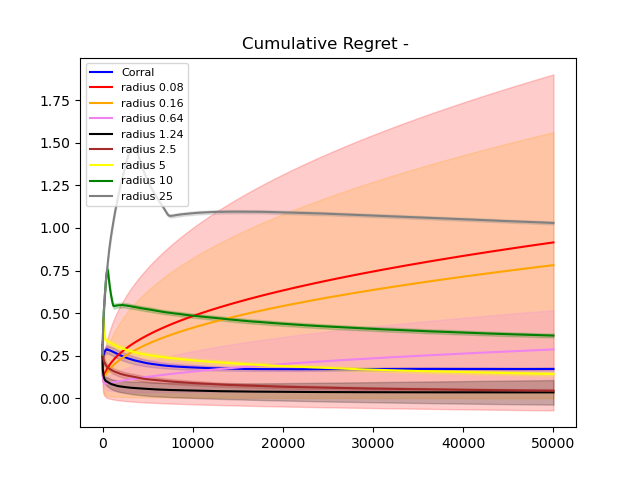 Cumulative Regret -
Corral
radius 0.08
radius 0.16
radius 0.64
radius 1.24
radius 2.5
radius 5
radius 10
radius 25
1.75
1.50
1.25
1.00
0.75
0.50
0.25
0.00
0 10000 20000 30000 40000 50000